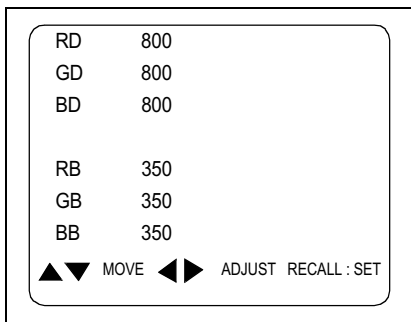 RD 800
GD 800
BD 800
RB 350
GB 350
BB 350
▲▼ MOVE ◀▶ ADJUST RECALL : SET